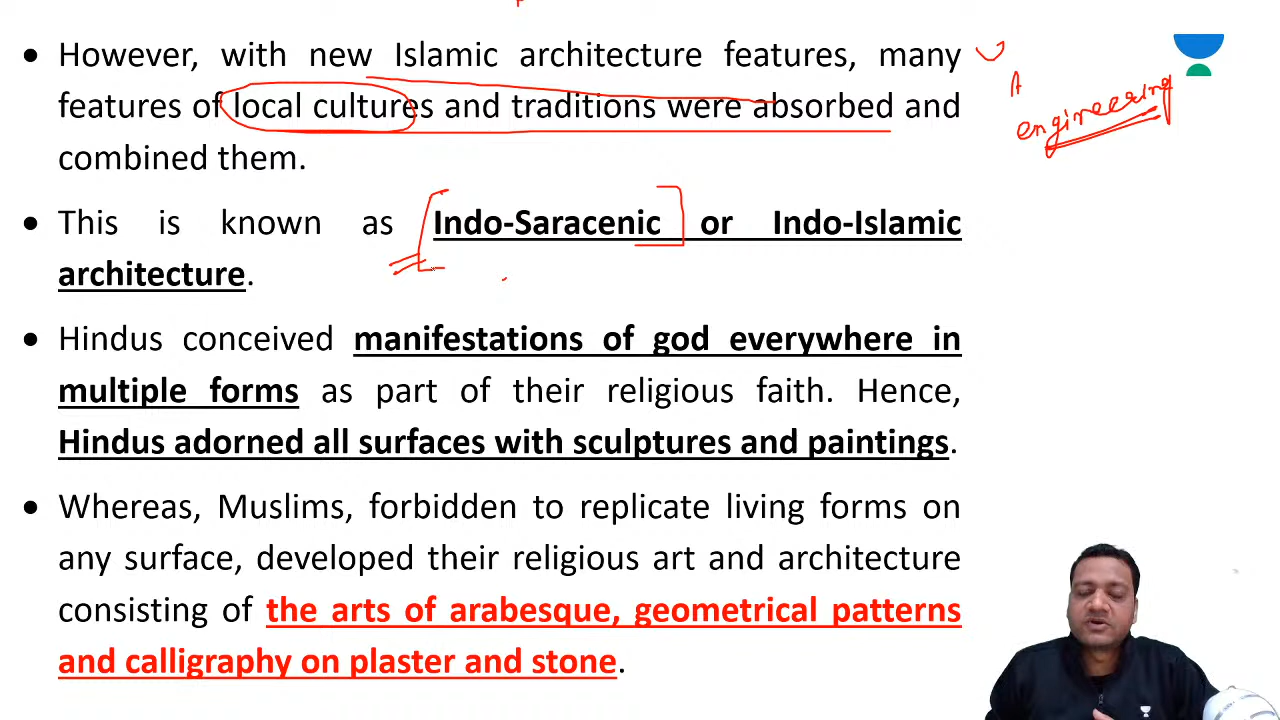 • However, with new Islamic architecture features, many
features of local cultures and traditions were absorbed and
combined them.
• This is known as Indo-Saracenic or Indo-Islamic
architecture.
• Hindus conceived manifestations of god everywhere in
multiple forms as part of their religious faith. Hence,
Hindus adorned all surfaces with sculptures and paintings.
• Whereas, Muslims, forbidden to replicate living forms on
any surface, developed their religious art and architecture
consisting of the arts of arabesque, geometrical patterns
and calligraphy on plaster and stone.
A
engineering